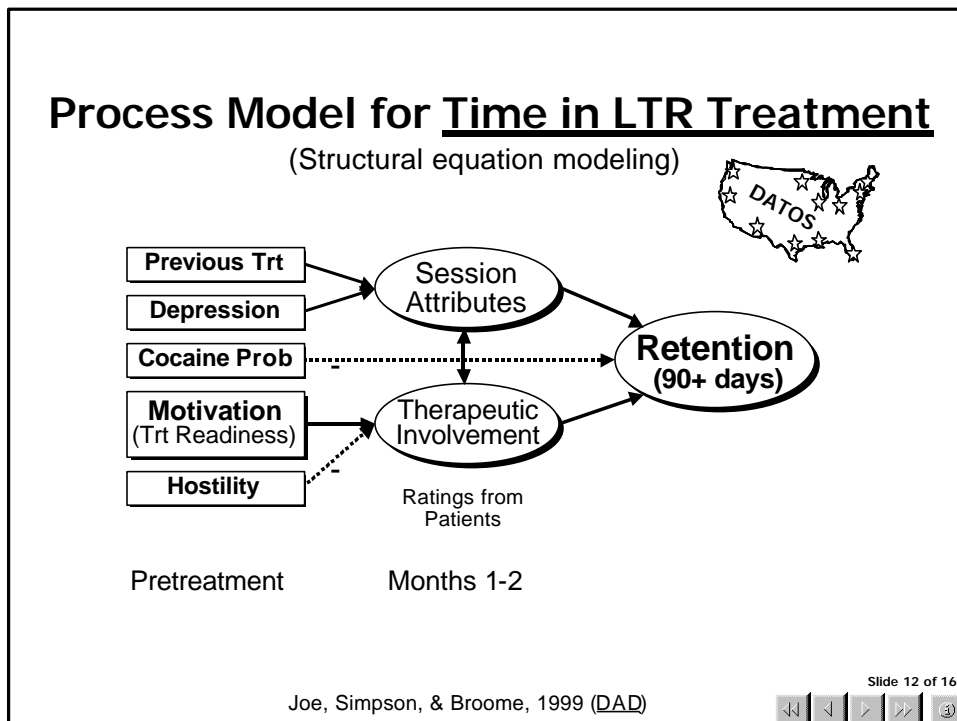 Process Model for Time in LTR Treatment
(Structural equation modeling)
DATOS
Previous Trt
Depression
Cocaine Prob
-
Motivation
(Trt Readiness)
Hostility
-
Session
Attributes
Therapeutic
Involvement
Retention
(90+ days)
Ratings from
Patients
Pretreatment
Months 1-2
Joe, Simpson, & Broome, 1999 (DAD)
Slide 12 of 16